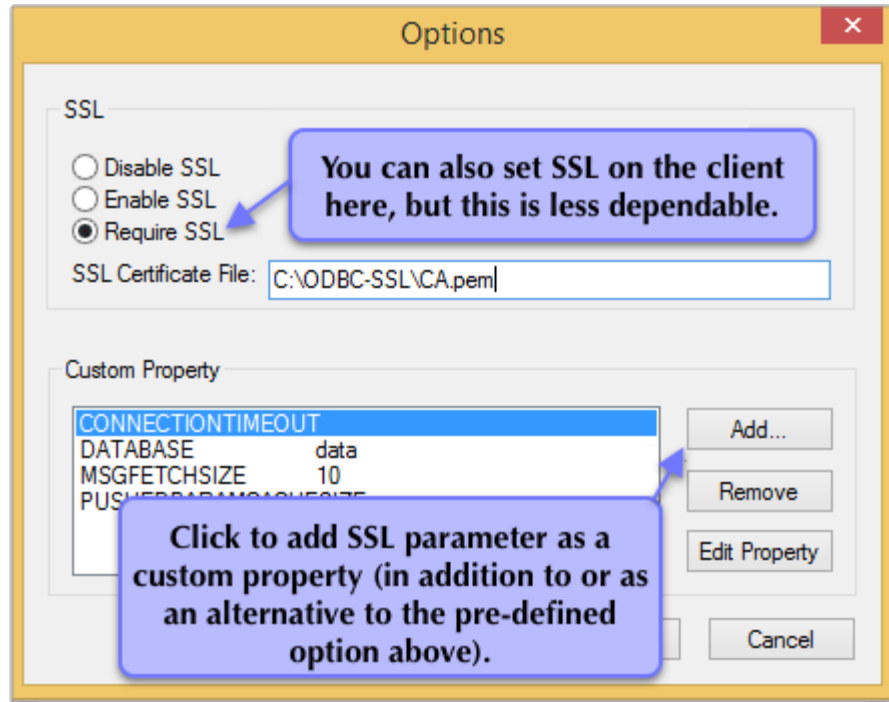 Options
SSL
Disable SSL
Enable SSL
Require SSL
You can also set SSL on the client
here, but this is less dependable.
SSL Certificate File: C:\ODBC-SSL\CA.pem
Custom Property
CONNECTIONTIMEOUT
DATABASE data
MSGFETCHSIZE 10
Add...
Remove
Edit Property
Click to add SSL parameter as a
custom property (in addition to or as
an alternative to the pre-defined
option above).
Cancel